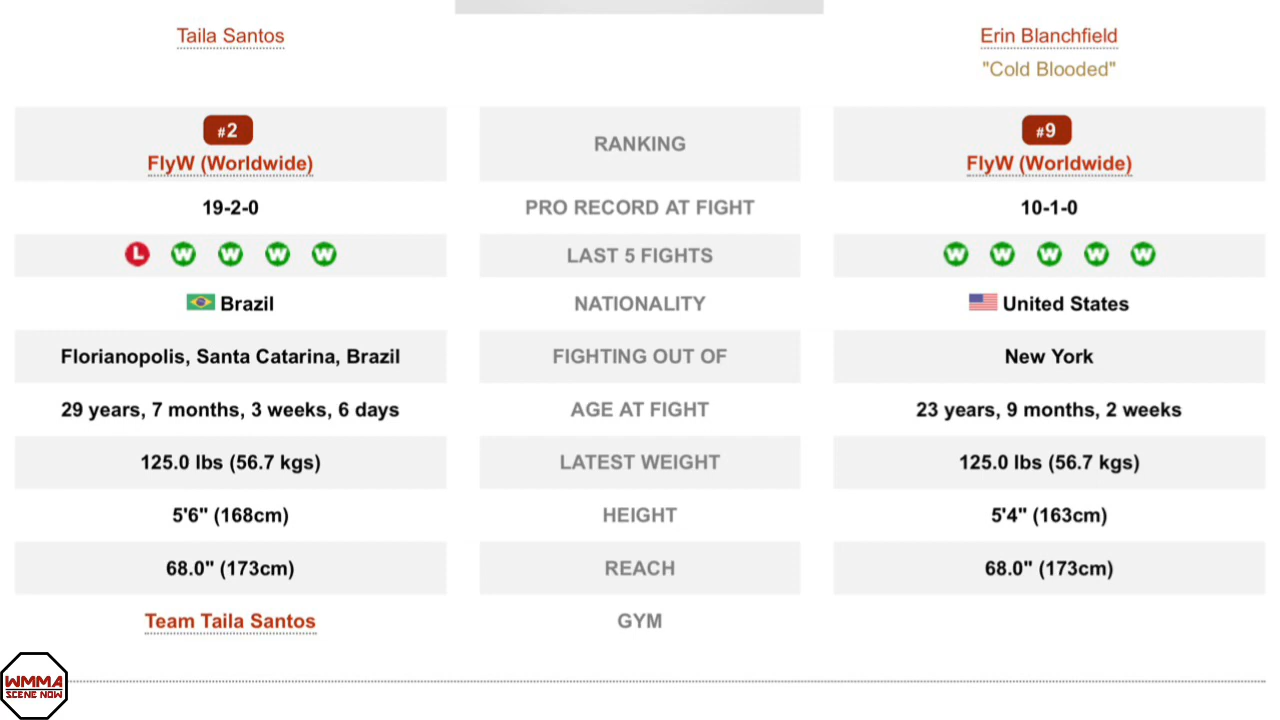 Taila Santos
Erin Blanchfield
"Cold Blooded"
#2
RANKING
#9
FlyW (Worldwide)
FlyW (Worldwide)
19-2-0
PRO RECORD AT FIGHT
10-1-0
L W W W W
LAST 5 FIGHTS
W W W W W
Brazil
NATIONALITY
United States
Florianopolis, Santa Catarina, Brazil
FIGHTING OUT OF
New York
29 years, 7 months, 3 weeks, 6 days
AGE AT FIGHT
23 years, 9 months, 2 weeks
125.0 lbs (56.7 kgs)
LATEST WEIGHT
125.0 lbs (56.7 kgs)
5'6" (168cm)
HEIGHT
5'4" (163cm)
68.0" (173cm)
REACH
68.0" (173cm)
Team Taila Santos
GYM
WMMA
SCENE NOW